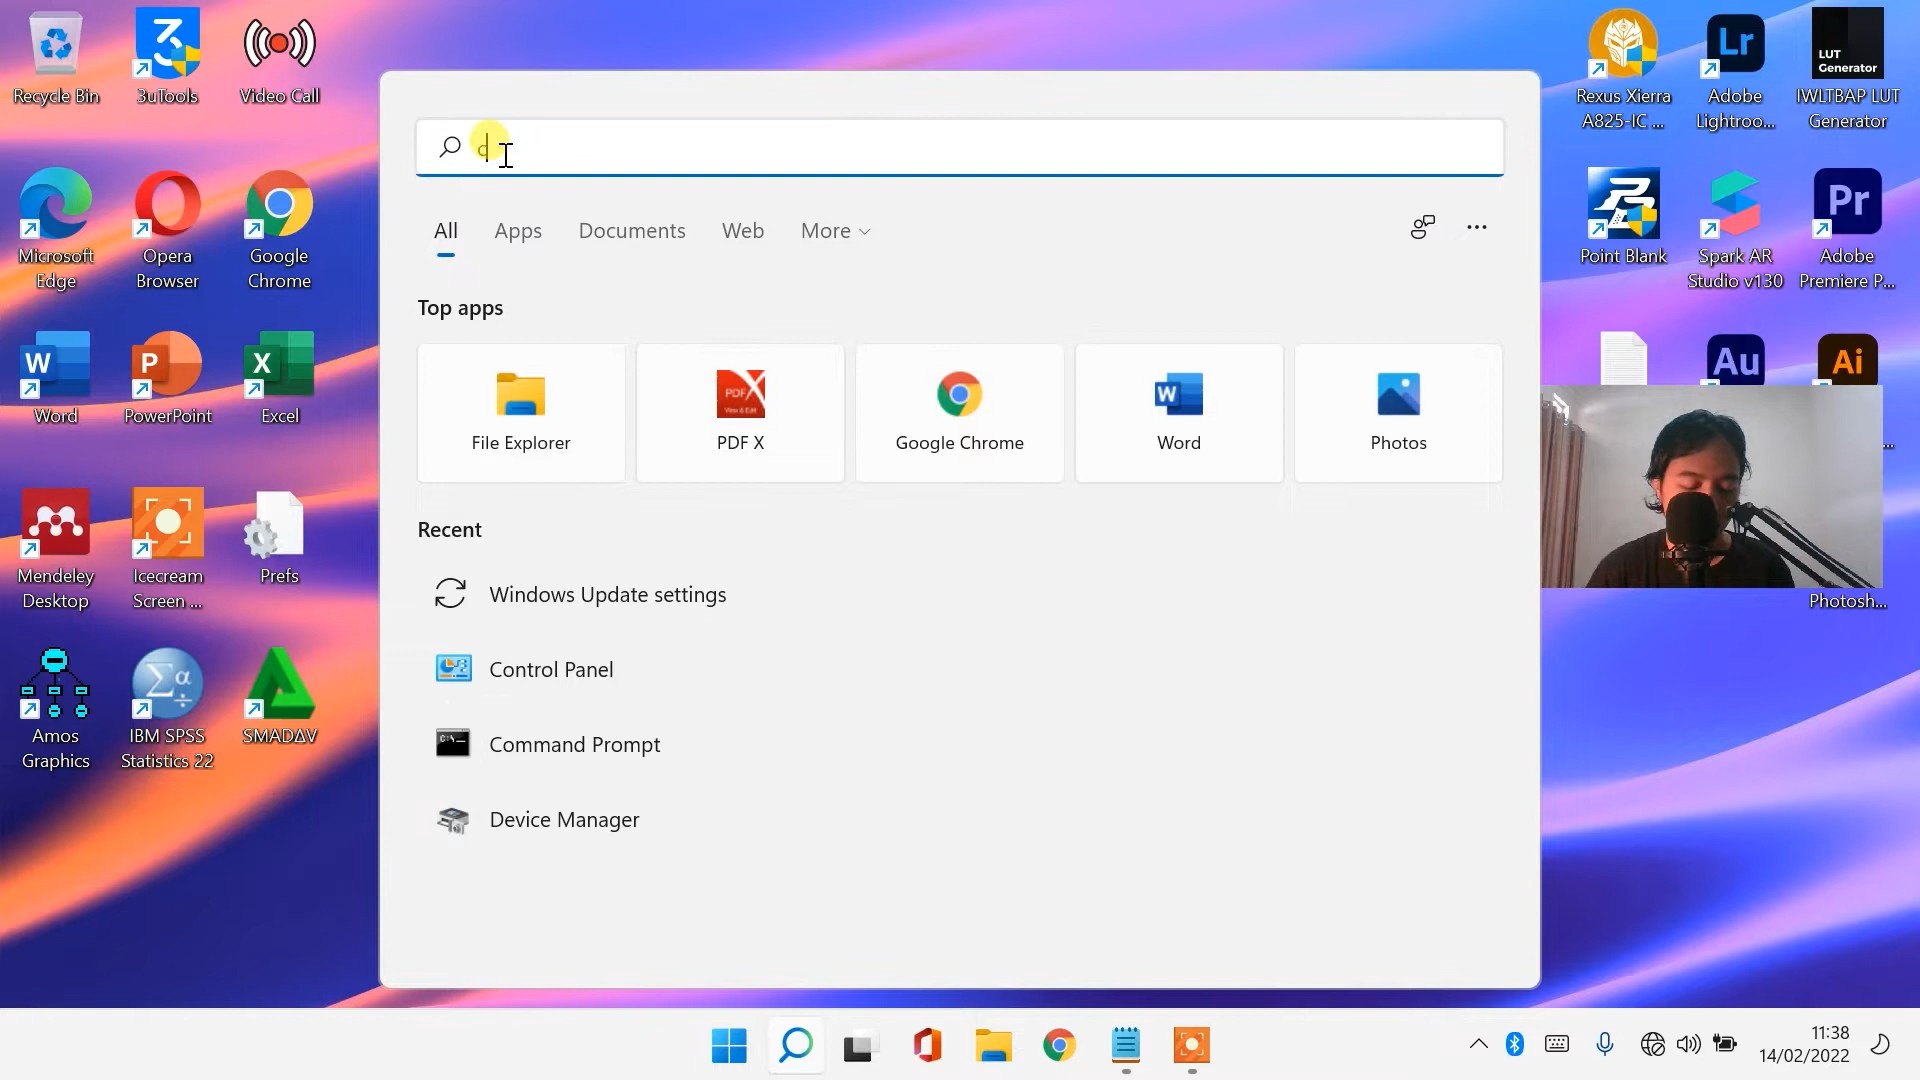 Recycle Bin
3uTools
Video Call
Microsoft
Edge
Opera
Browser
Google
Chrome
W
Word
P
PowerPoint
X
Excel
Mendeley
Desktop
Icecream
Screen ...
Prefs
Amos
Graphics
Σα
IBM SPSS
Statistics 22
SMADΔV
c
All
Apps
Documents
Web
More
Top apps
File Explorer
PDF X
Google Chrome
Word
Photos
Recent
Windows Update settings
Control Panel
Command Prompt
Device Manager
Rexus Xierra
A825-IC ...
Lr
Adobe
Lightroo...
LUT
Generator
IWLTBAP LUT
Generator
Point Blank
Spark AR
Studio v130
Pr
Adobe
Premiere P...
Au
Ai
Photosh...
11:38
14/02/2022